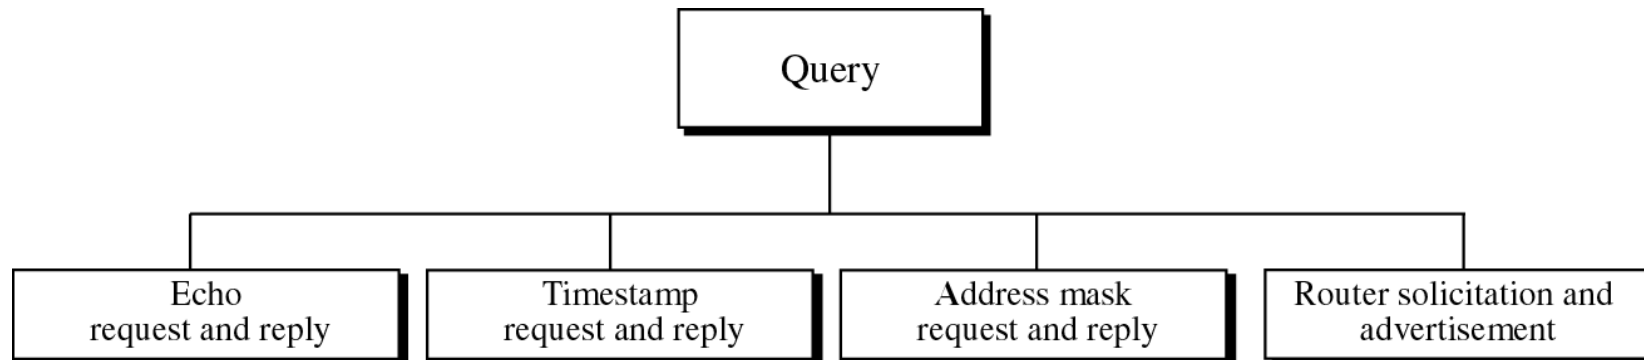 Query
Echo
request and reply
Timestamp
request and reply
Address mask
request and reply
Router solicitation and
advertisement